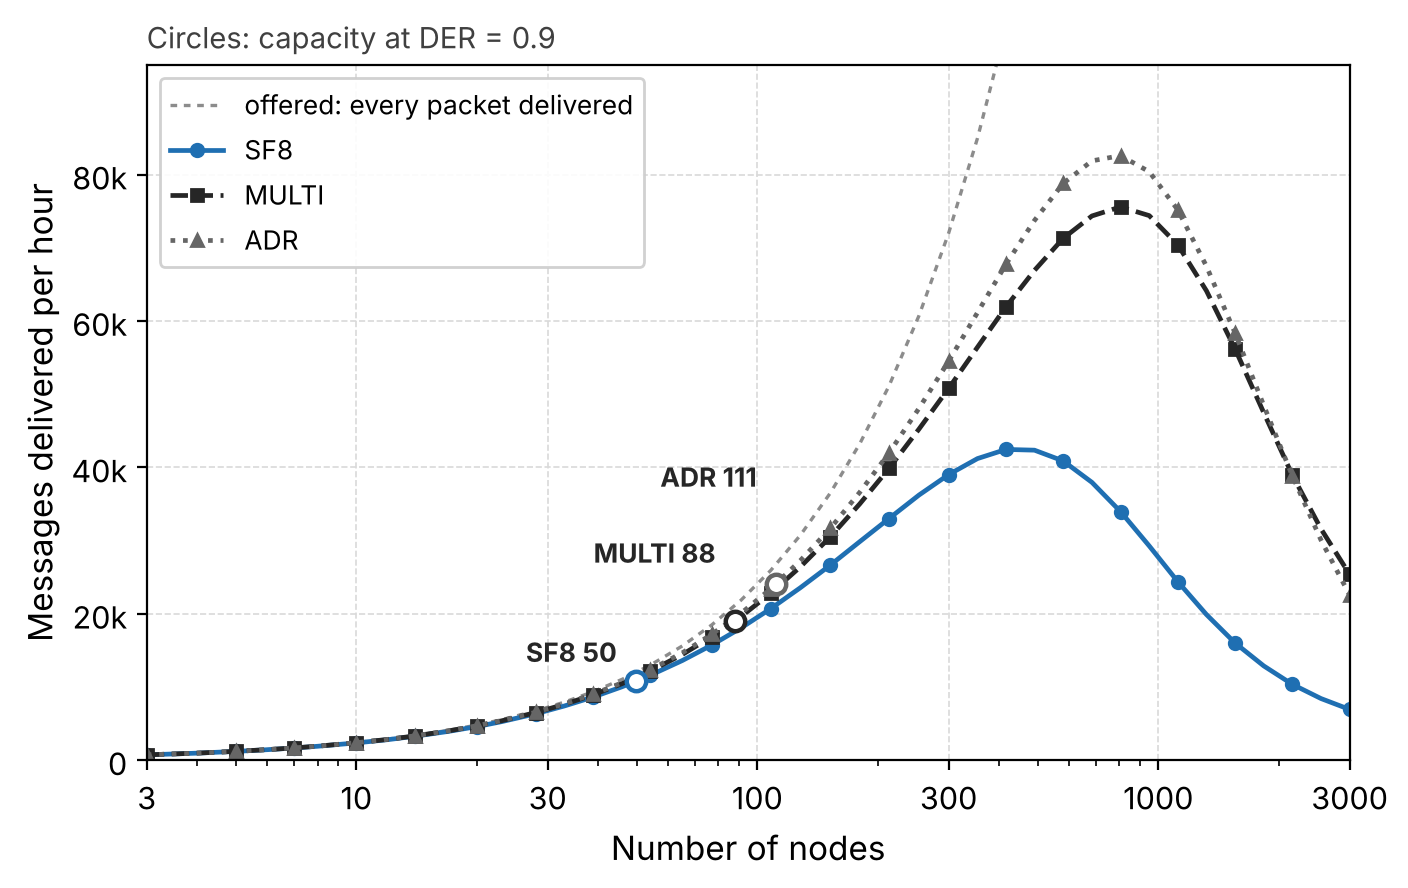 Circles: capacity at DER = 0.9
offered: every packet delivered
SF8
MULTI
ADR
Messages delivered per hour
80k
60k
40k
20k
0
ADR 111
MULTI 88
SF8 50
3 10 30 100 300 1000 3000
Number of nodes